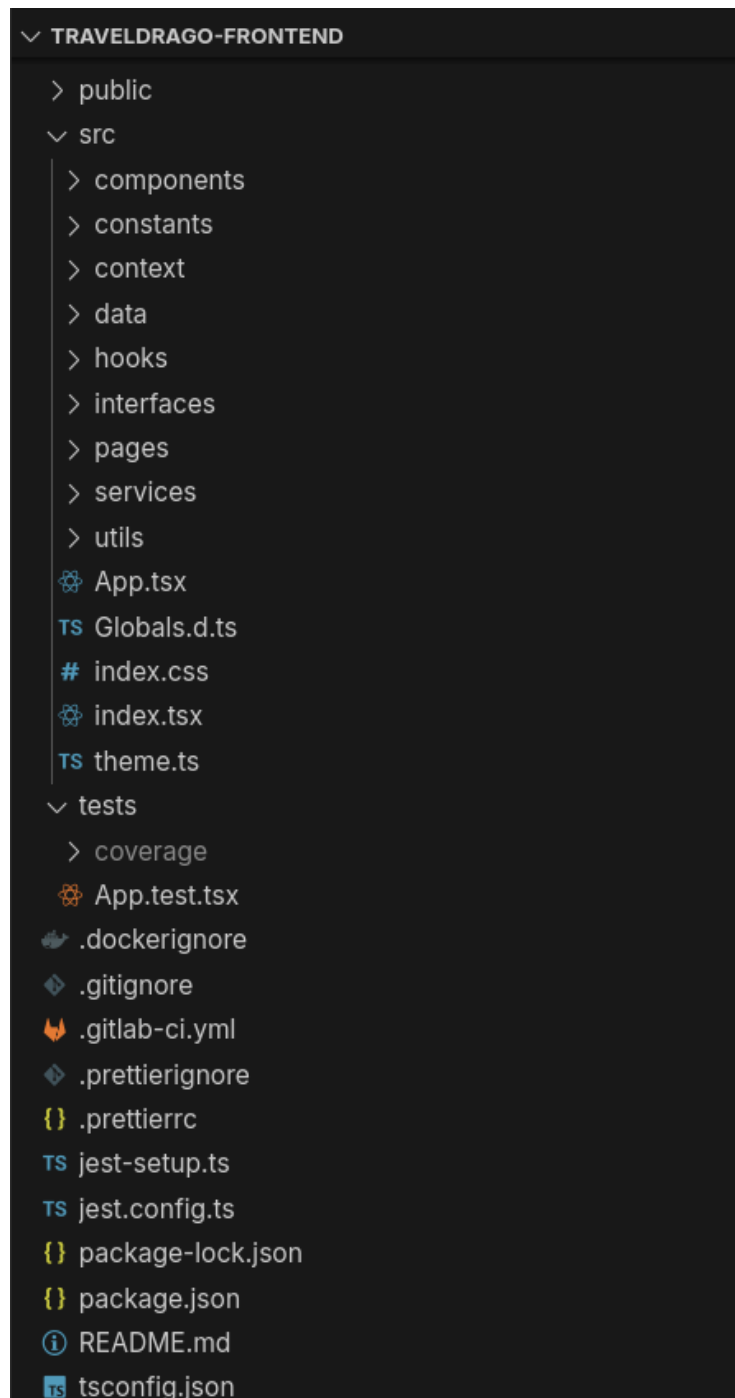 TRAVELDRAGO-FRONTEND
public
src
components
constants
context
data
hooks
interfaces
pages
services
utils
App.tsx
TS Globals.d.ts
# index.css
index.tsx
TS theme.ts
tests
coverage
App.test.tsx
.dockerignore
.gitignore
.gitlab-ci.yml
.prettierignore
{} .prettierrc
TS jest-setup.ts
TS jest.config.ts
{} package-lock.json
{} package.json
README.md
TS tsconfig.json